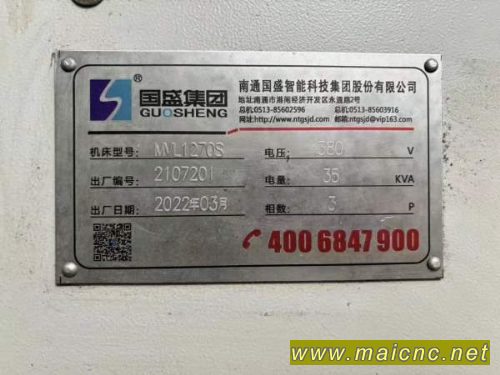 南通国盛智能科技集团股份有限公司
地址:南通市港闸经济开发区永通路2号
总机:0513-85602596 总机:0513-85603916
网址:http://www.ntgsjd.com 邮箱:ntgsjd@vip163.com
国盛集团®
GUOSHENG
机床型号: MVL1270S 电压: 380 V
出厂编号: 2107201 电量: 35 KVA
出厂日期: 2022年03月 相数: 3 P
400 6847 900
www.maicnc.net